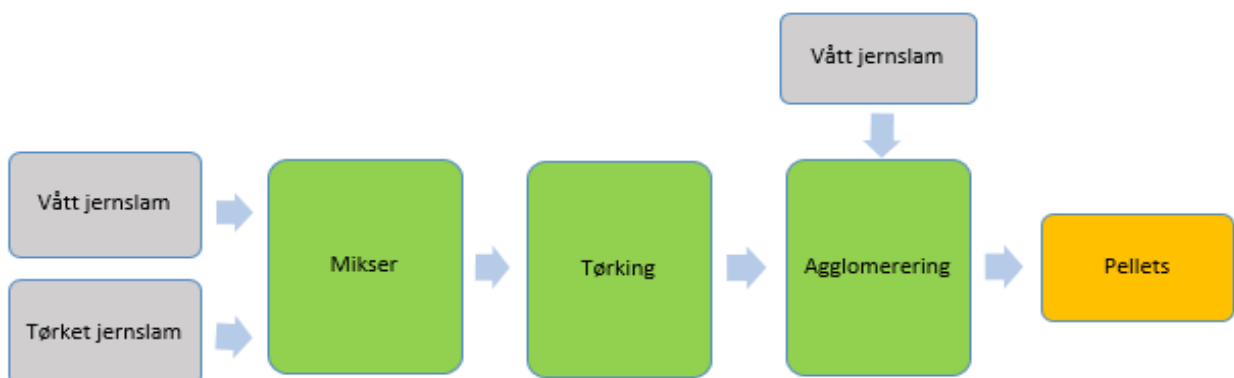 Vått jernslam
Vått jernslam
Tørket jernslam
Mikser
Tørking
Agglomerering
Pellets